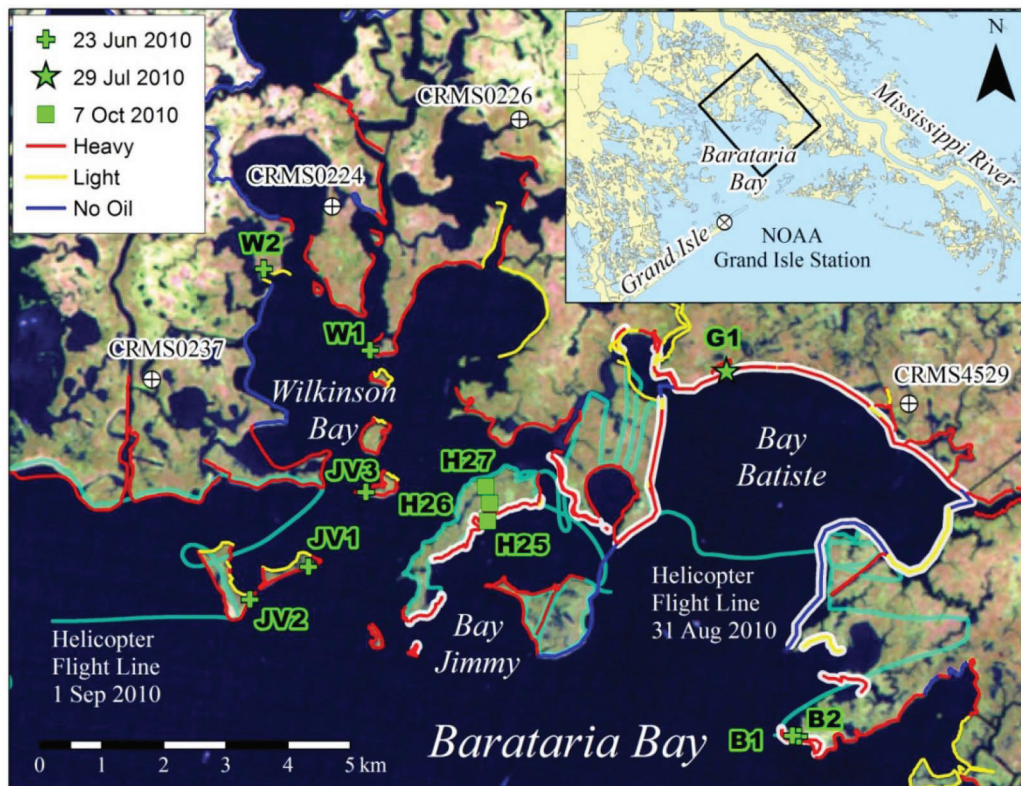 23 Jun 2010
29 Jul 2010
7 Oct 2010
Heavy
Light
No Oil
N
Mississippi River
Barataria
Bay
Grand Isle
NOAA
Grand Isle Station
CRMS0226
CRMS0224
W2
W1
CRMS0237
Wilkinson
Bay
G1
CRMS4529
Bay
Batiste
JV3
H27
H26
H25
JV1
JV2
Helicopter
Flight Line
1 Sep 2010
Bay
Jimmy
Helicopter
Flight Line
31 Aug 2010
B2
B1
Barataria Bay
0 1 2 3 4 5 km